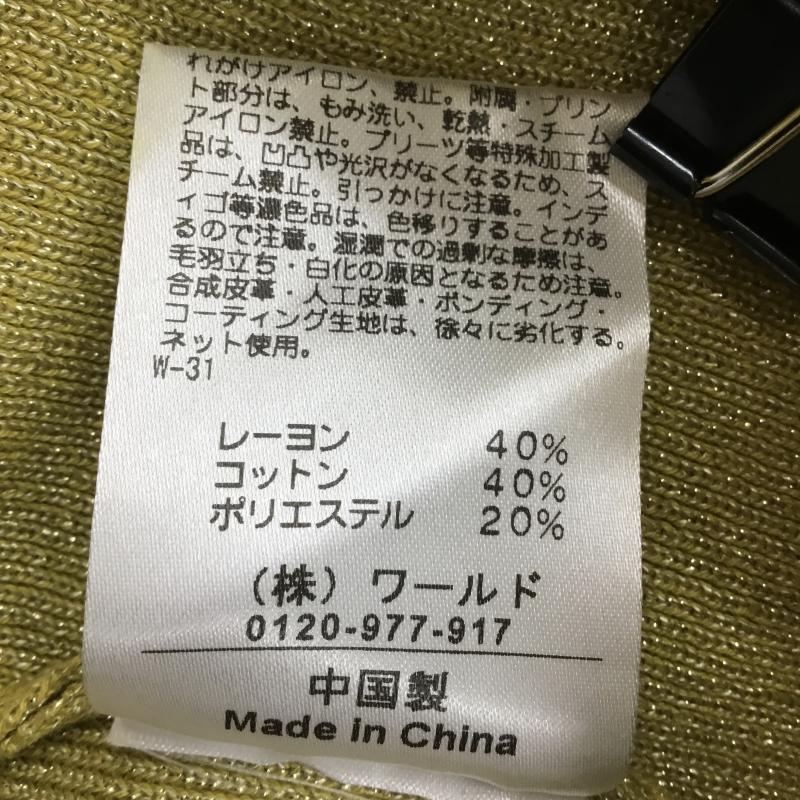 れがけアイロン、禁止。附属・プリン
ト部分は、もみ洗い、乾熱・スチーム
アイロン禁止。プリーツ等特殊加工製
品は、凹凸や光沢がなくなるため、ス
チーム禁止。引っかけに注意。インデ
ィゴ等濃色品は、色移りすることがあ
るので注意。湿潤での過剰な摩擦は、
毛羽立ち・白化の原因となるため注意。
合成皮革・人工皮革・ボンディング・
コーティング生地は、徐々に劣化する。
ネット使用。
W-31
レーヨン 40%
コットン 40%
ポリエステル 20%
(株) ワールド
0120-977-917
中国製
Made in China